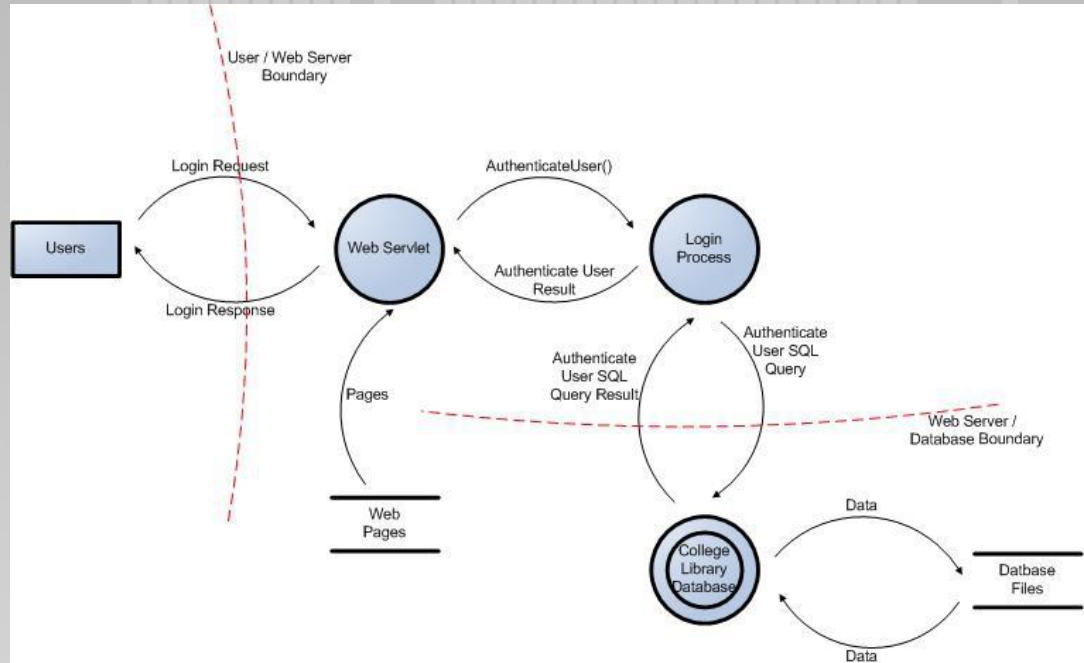 User / Web Server
Boundary
Login Request
AuthenticateUser()
Users
Web Servlet
Login
Process
Authenticate User
Result
Login Response
Authenticate
User SQL
Query
Authenticate
User SQL
Query Result
Pages
Web Server /
Database Boundary
Web
Pages
Data
College
Library
Database
Datbase
Files
Data